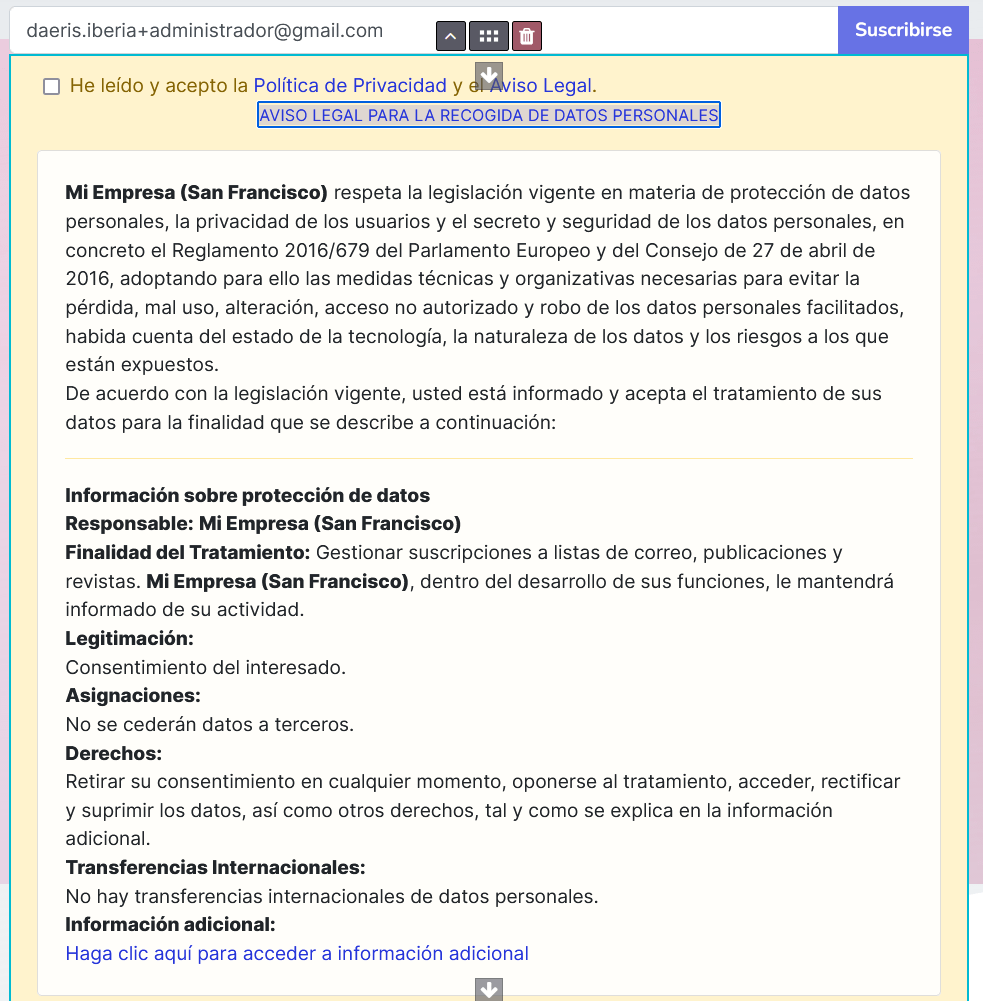 daeris.iberia+administrador@gmail.com
Suscribirse
He leído y acepto la Política de Privacidad y el Aviso Legal.
AVISO LEGAL PARA LA RECOGIDA DE DATOS PERSONALES
Mi Empresa (San Francisco) respeta la legislación vigente en materia de protección de datos
personales, la privacidad de los usuarios y el secreto y seguridad de los datos personales, en
concreto el Reglamento 2016/679 del Parlamento Europeo y del Consejo de 27 de abril de
2016, adoptando para ello las medidas técnicas y organizativas necesarias para evitar la
pérdida, mal uso, alteración, acceso no autorizado y robo de los datos personales facilitados,
habida cuenta del estado de la tecnología, la naturaleza de los datos y los riesgos a los que
están expuestos.
De acuerdo con la legislación vigente, usted está informado y acepta el tratamiento de sus
datos para la finalidad que se describe a continuación:
Información sobre protección de datos
Responsable: Mi Empresa (San Francisco)
Finalidad del Tratamiento: Gestionar suscripciones a listas de correo, publicaciones y
revistas. Mi Empresa (San Francisco), dentro del desarrollo de sus funciones, le mantendrá
informado de su actividad.
Legitimación:
Consentimiento del interesado.
Asignaciones:
No se cederán datos a terceros.
Derechos:
Retirar su consentimiento en cualquier momento, oponerse al tratamiento, acceder, rectificar
y suprimir los datos, así como otros derechos, tal y como se explica en la información
adicional.
Transferencias Internacionales:
No hay transferencias internacionales de datos personales.
Información adicional:
Haga clic aquí para acceder a información adicional